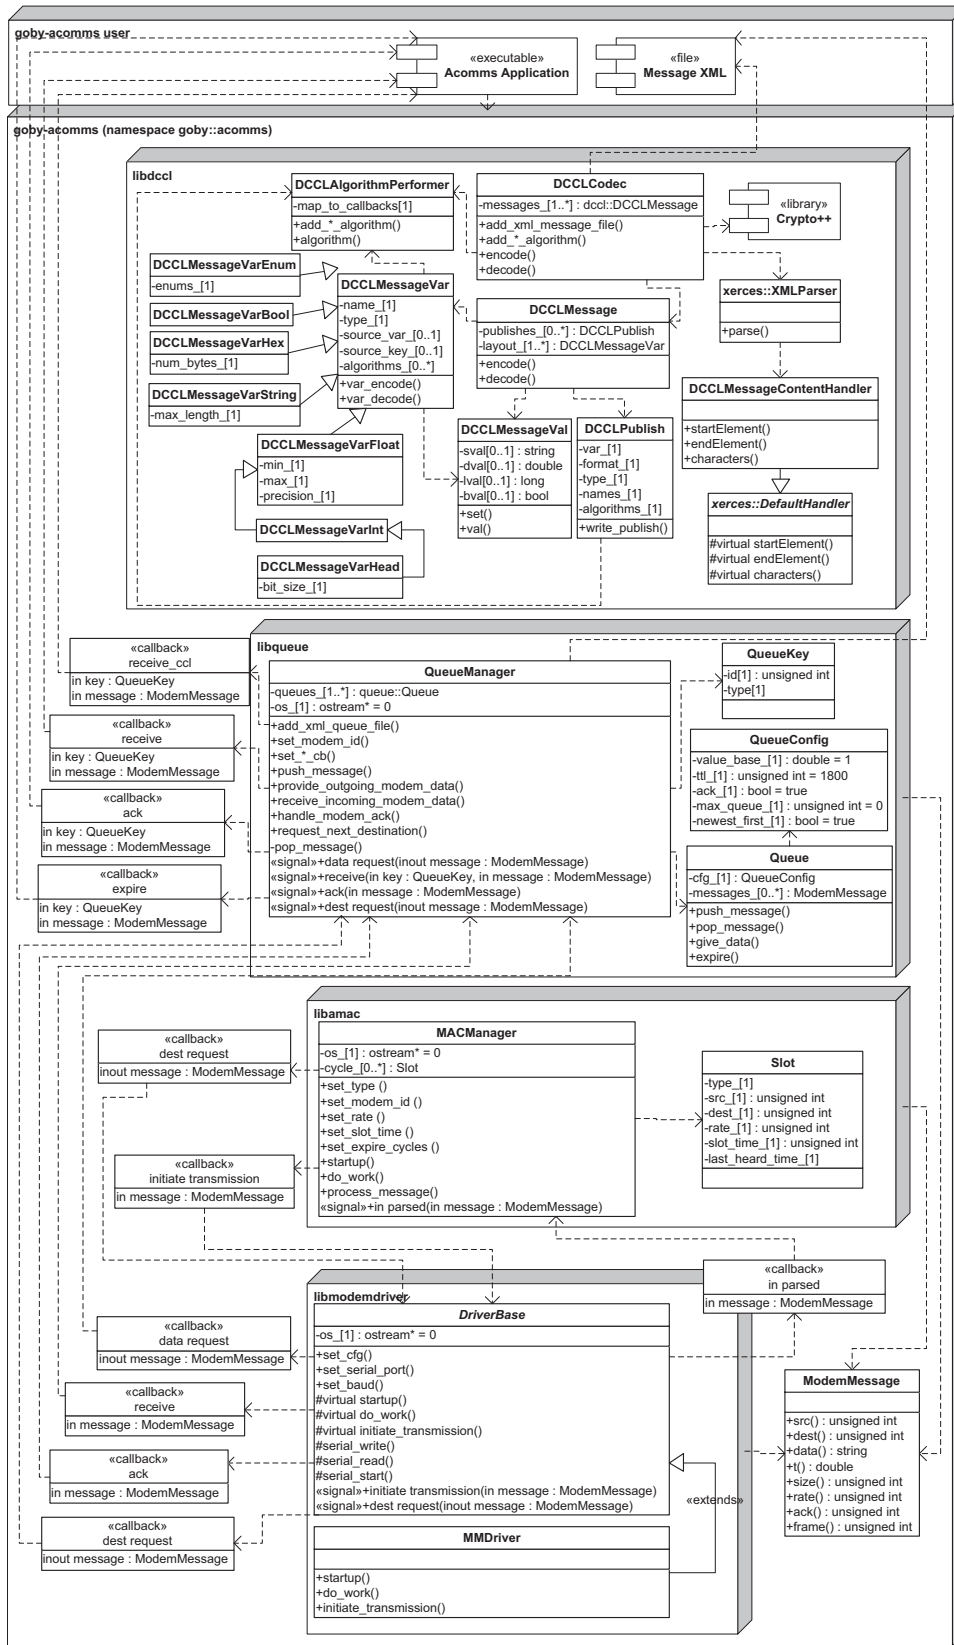 goby-acomms user
«executable»
Acomms Application
«file»
Message XML
goby-acomms (namespace goby::acomms)
libdccl
DCCLAlgorithmPerformer
-map_to_callbacks[1]
+add_*_algorithm()
+algorithm()
DCCLCodec
-messages_[1..*] : dccl::DCCLMessage
+add_xml_message_file()
+add_*_algorithm()
+encode()
+decode()
«library»
Crypto++
DCCLMessageVarEnum
-enums_[1]
DCCLMessageVarBool
DCCLMessageVarHex
-num_bytes_[1]
DCCLMessageVarString
-max_length_[1]
DCCLMessageVar
-name_[1]
-type_[1]
-source_var_[0..1]
-source_key_[0..1]
-algorithms_[0..*]
+var_encode()
+var_decode()
DCCLMessage
-publishes_[0..*] : DCCLPublish
-layout_[1..*] : DCCLMessageVar
+encode()
+decode()
xerces::XMLParser
+parse()
DCCLMessageContentHandler
+startElement()
+endElement()
+characters()
DCCLMessageVarFloat
-min_[1]
-max_[1]
-precision_[1]
DCCLMessageVal
-sval[0..1] : string
-dval[0..1] : double
-lval[0..1] : long
-bval[0..1] : bool
+set()
+val()
DCCLPublish
-var_[1]
-format_[1]
-type_[1]
-names_[1]
-algorithms_[1]
+write_publish()
xerces::DefaultHandler
#virtual startElement()
#virtual endElement()
#virtual characters()
DCCLMessageVarInt
DCCLMessageVarHead
-bit_size_[1]
libqueue
«callback»
receive_ccl
in key : QueueKey
in message : ModemMessage
«callback»
receive
in key : QueueKey
in message : ModemMessage
«callback»
ack
in key : QueueKey
in message : ModemMessage
«callback»
expire
in key : QueueKey
in message : ModemMessage
QueueManager
-queues_[1..*] : queue::Queue
-os_[1] : ostream* = 0
+add_xml_queue_file()
+set_modem_id()
+set_*_cb()
+push_message()
+provide_outgoing_modem_data()
+receive_incoming_modem_data()
+handle_modem_ack()
+request_next_destination()
-pop_message()
«signal»+data request(inout message : ModemMessage)
«signal»+receive(in key : QueueKey, in message : ModemMessage)
«signal»+ack(in message : ModemMessage)
«signal»+dest request(inout message : ModemMessage)
QueueKey
-id[1] : unsigned int
-type[1]
QueueConfig
-value_base_[1] : double = 1
-ttl_[1] : unsigned int = 1800
-ack_[1] : bool = true
-max_queue_[1] : unsigned int = 0
-newest_first_[1] : bool = true
Queue
-cfg_[1] : QueueConfig
-messages_[0..*] : ModemMessage
+push_message()
+pop_message()
+give_data()
+expire()
libamac
«callback»
dest request
inout message : ModemMessage
«callback»
initiate transmission
in message : ModemMessage
MACManager
-os_[1] : ostream* = 0
-cycle_[0..*] : Slot
+set_type ()
+set_modem_id ()
+set_rate ()
+set_slot_time ()
+set_expire_cycles ()
+startup()
+do_work()
+process_message()
«signal»+in parsed(in message : ModemMessage)
Slot
-type_[1]
-src_[1] : unsigned int
-dest_[1] : unsigned int
-rate_[1] : unsigned int
-slot_time_[1] : unsigned int
-last_heard_time_[1]
«callback»
in parsed
in message : ModemMessage
libmodemdriver
«callback»
data request
inout message : ModemMessage
«callback»
receive
in message : ModemMessage
«callback»
ack
in message : ModemMessage
«callback»
dest request
inout message : ModemMessage
DriverBase
-os_[1] : ostream* = 0
+set_cfg()
+set_serial_port()
+set_baud()
#virtual startup()
#virtual do_work()
#virtual initiate_transmission()
#serial_write()
#serial_read()
#serial_start()
«signal»+initiate transmission(in message : ModemMessage)
«signal»+dest request(inout message : ModemMessage)
«extends»
MMDriver
+startup()
+do_work()
+initiate_transmission()
ModemMessage
+src() : unsigned int
+dest() : unsigned int
+data() : string
+t() : double
+size() : unsigned int
+rate() : unsigned int
+ack() : unsigned int
+frame() : unsigned int